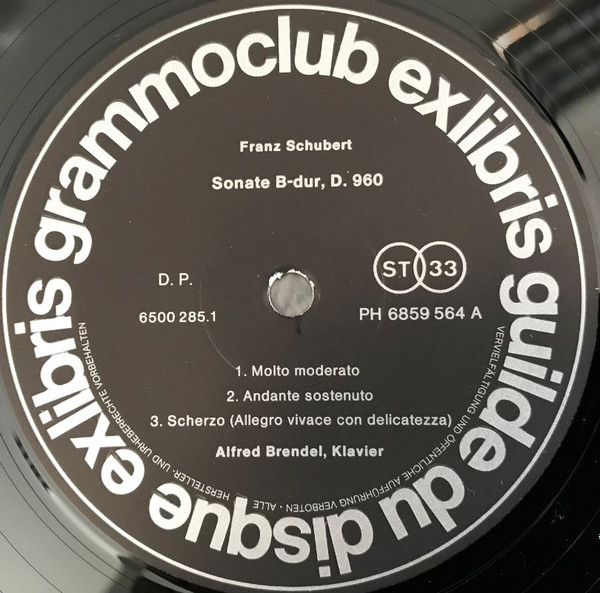 grammoclub exlibris guilde du disque exlibris
Franz Schubert
Sonate B-dur, D. 960
D. P.
ST 33
6500 285.1
PH 6859 564 A
1. Molto moderato
2. Andante sostenuto
3. Scherzo (Allegro vivace con delicatezza)
Alfred Brendel, Klavier
ALLE HERSTELLER- UND URHEBERRECHTE VORBEHALTEN
VERVIELFÄLTIGUNG UND ÖFFENTLICHE AUFFÜHRUNG VERBOTEN •